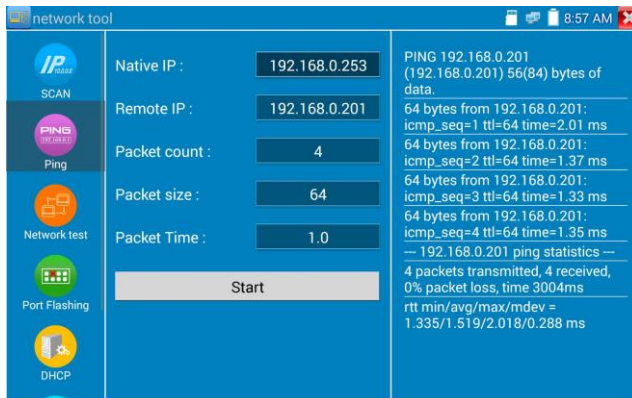 network tool
8:57 AM
IP
SCAN
PING
Ping
Network test
Port Flashing
DHCP
Native IP :
192.168.0.253
Remote IP :
192.168.0.201
Packet count :
4
Packet size :
64
Packet Time :
1.0
Start
PING 192.168.0.201
(192.168.0.201) 56(84) bytes of
data.
64 bytes from 192.168.0.201:
icmp_seq=1 ttl=64 time=2.01 ms
64 bytes from 192.168.0.201:
icmp_seq=2 ttl=64 time=1.37 ms
64 bytes from 192.168.0.201:
icmp_seq=3 ttl=64 time=1.33 ms
64 bytes from 192.168.0.201:
icmp_seq=4 ttl=64 time=1.35 ms
--- 192.168.0.201 ping statistics ---
4 packets transmitted, 4 received,
0% packet loss, time 3004ms
rtt min/avg/max/mdev =
1.335/1.519/2.018/0.288 ms